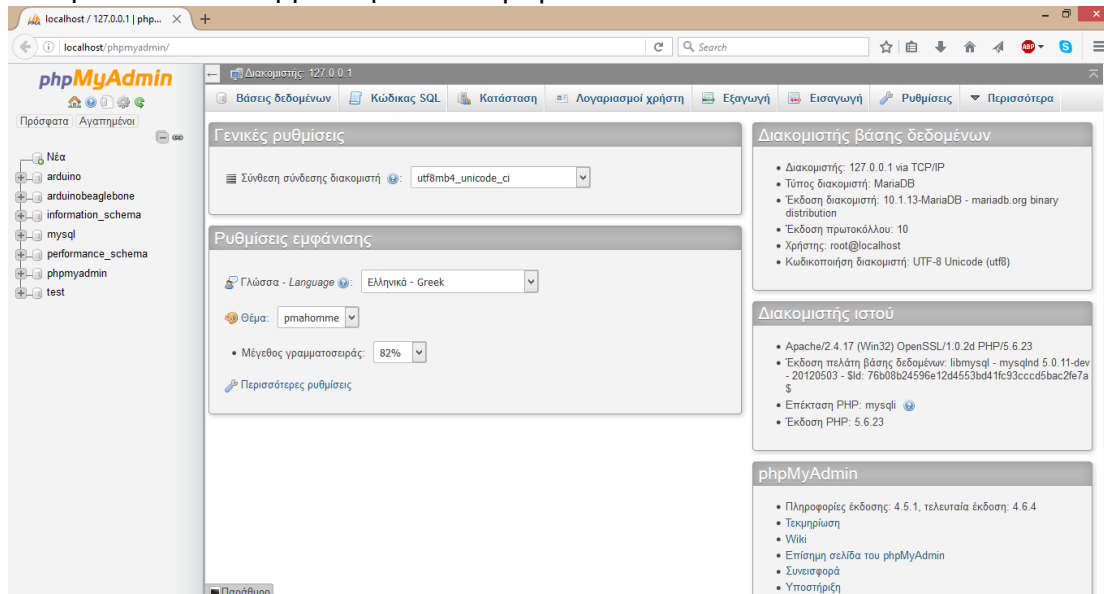 localhost / 127.0.0.1 | php...
localhost/phpmyadmin/
Search
ABP
phpMyAdmin
Πρόσφατα Αγαπημένοι
Νέα
arduino
arduinobeaglebone
information_schema
mysql
performance_schema
phpmyadmin
test
Διακομιστής: 127.0.0.1
Βάσεις δεδομένων Κώδικας SQL Κατάσταση Λογαριασμοί χρήστη Εξαγωγή Εισαγωγή Ρυθμίσεις Περισσότερα
Γενικές ρυθμίσεις
Σύνθεση σύνδεσης διακομιστή : utf8mb4_unicode_ci
Ρυθμίσεις εμφάνισης
Γλώσσα - Language : Ελληνικά - Greek
Θέμα: pmahomme
• Μέγεθος γραμματοσειράς: 82%
Περισσότερες ρυθμίσεις
Διακομιστής βάσης δεδομένων
• Διακομιστής: 127.0.0.1 via TCP/IP
• Τύπος διακομιστή: MariaDB
• Έκδοση διακομιστή: 10.1.13-MariaDB - mariadb.org binary
distribution
• Έκδοση πρωτοκόλλου: 10
• Χρήστης: root@localhost
• Κωδικοποίηση διακομιστή: UTF-8 Unicode (utf8)
Διακομιστής ιστού
• Apache/2.4.17 (Win32) OpenSSL/1.0.2d PHP/5.6.23
• Έκδοση πελάτη βάσης δεδομένων: libmysql - mysqlnd 5.0.11-dev
- 20120503 - $Id: 76b08b24596e12d4553bd41fc93cccd5bac2fe7a
$
• Επέκταση PHP: mysqli
• Έκδοση PHP: 5.6.23
phpMyAdmin
• Πληροφορίες έκδοσης: 4.5.1, τελευταία έκδοση: 4.6.4
• Τεκμηρίωση
• Wiki
• Επίσημη σελίδα του phpMyAdmin
• Συνεισφορά
• Υποστήριξη
Παράθυρο